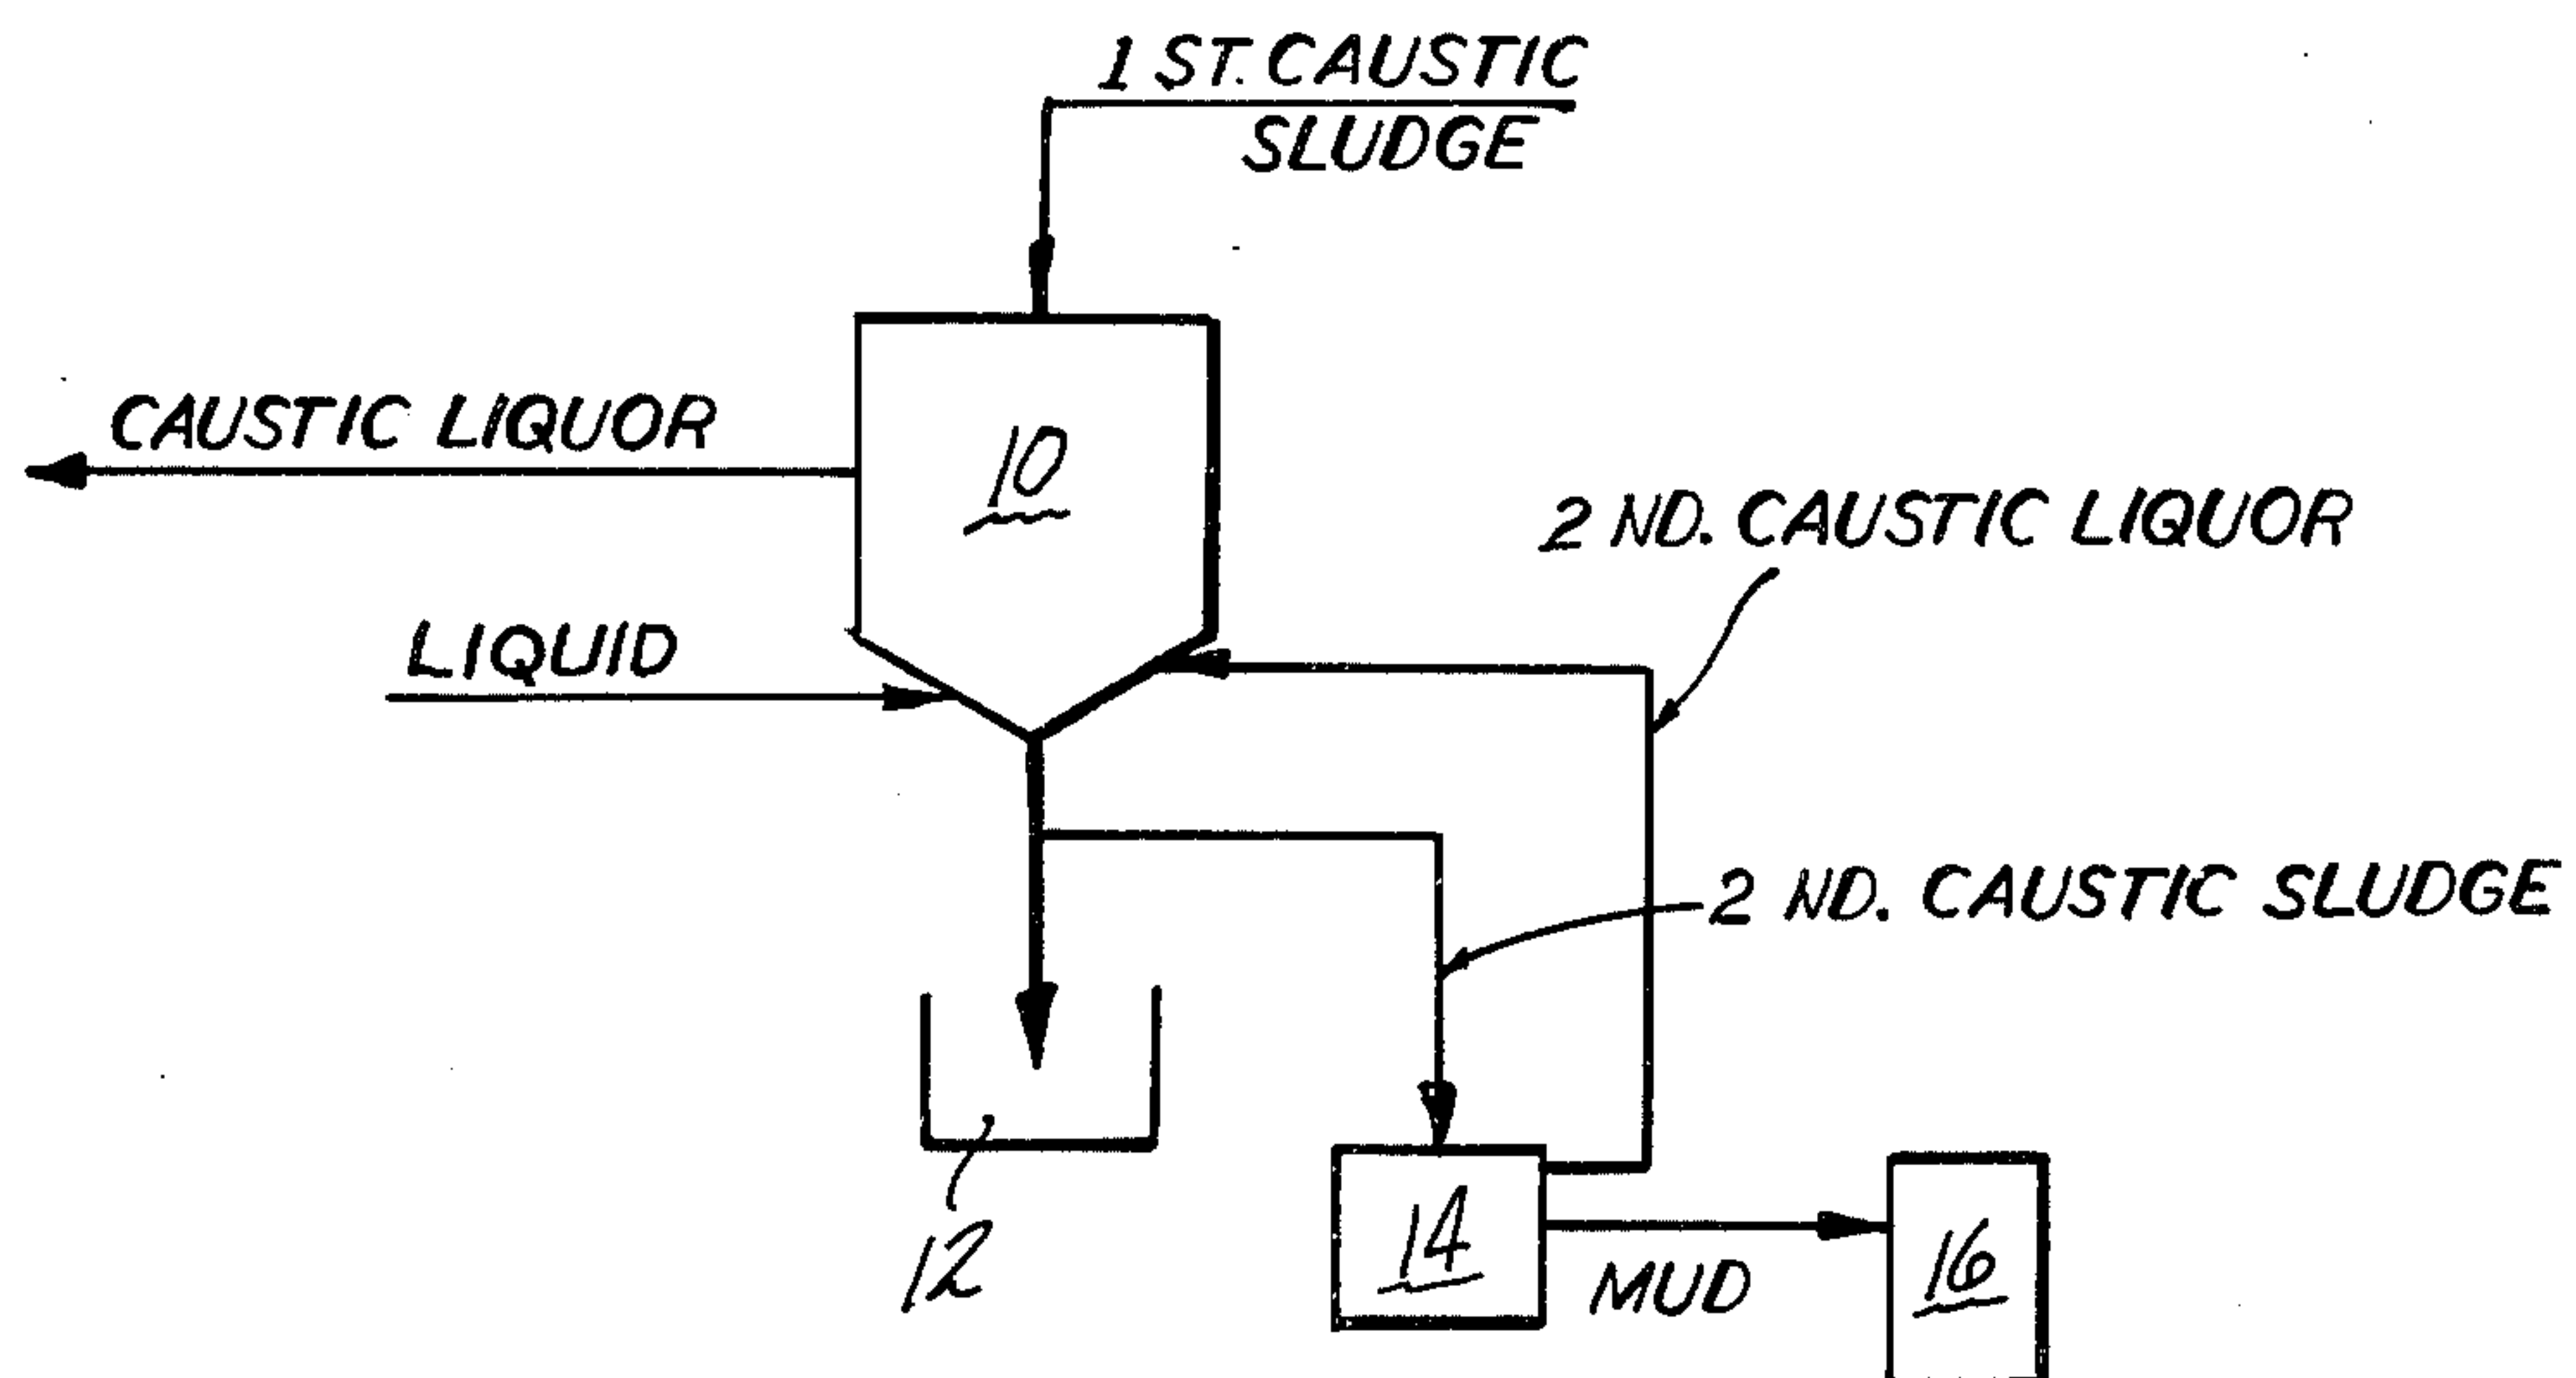 1 ST. CAUSTIC
SLUDGE
CAUSTIC LIQUOR
10
2 ND. CAUSTIC LIQUOR
LIQUID
2 ND. CAUSTIC SLUDGE
12
14
MUD
16